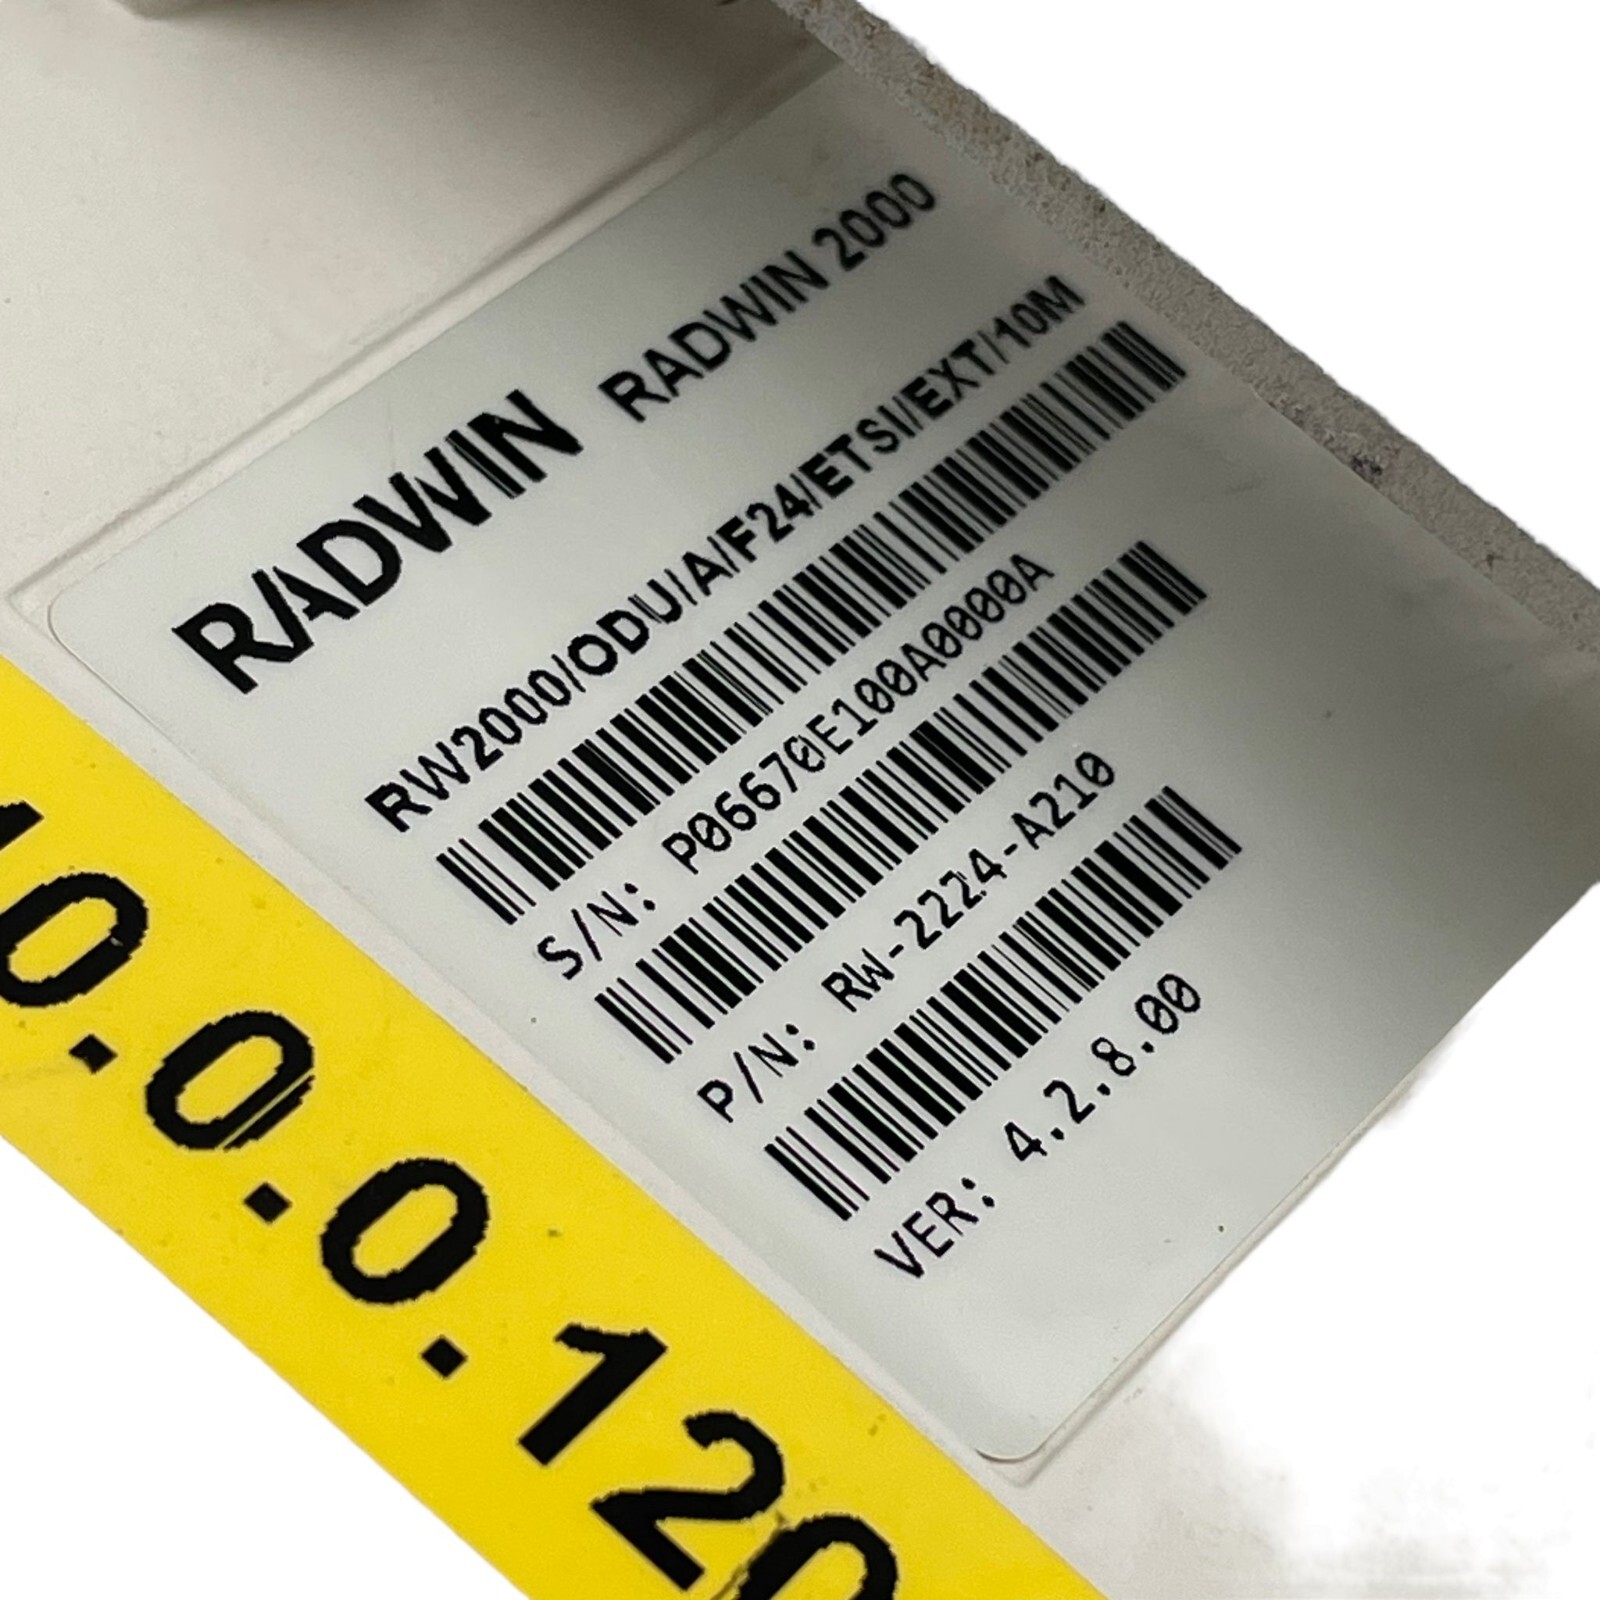 RADWIN RADWIN 2000
RW2000/ODU/A/F24/ETSI/EXT/10M
S/N: P06670E100A0000A
P/N: RW-2224-A210
VER: 4.2.8.00
10.0.0.120